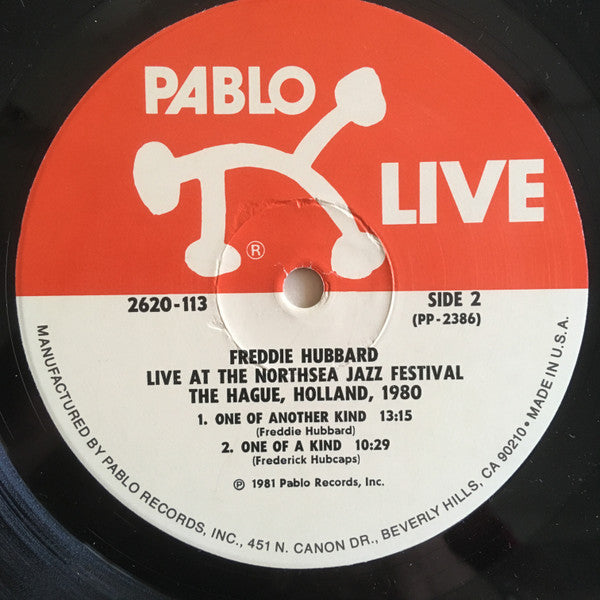 PABLO
LIVE
®
2620-113
SIDE 2
(PP-2386)
FREDDIE HUBBARD
LIVE AT THE NORTHSEA JAZZ FESTIVAL
THE HAGUE, HOLLAND, 1980
1. ONE OF ANOTHER KIND 13:15
(Freddie Hubbard)
2. ONE OF A KIND 10:29
(Frederick Hubcaps)
℗ 1981 Pablo Records, Inc.
MANUFACTURED BY PABLO RECORDS, INC., 451 N. CANON DR., BEVERLY HILLS, CA 90210 • MADE IN U.S.A.